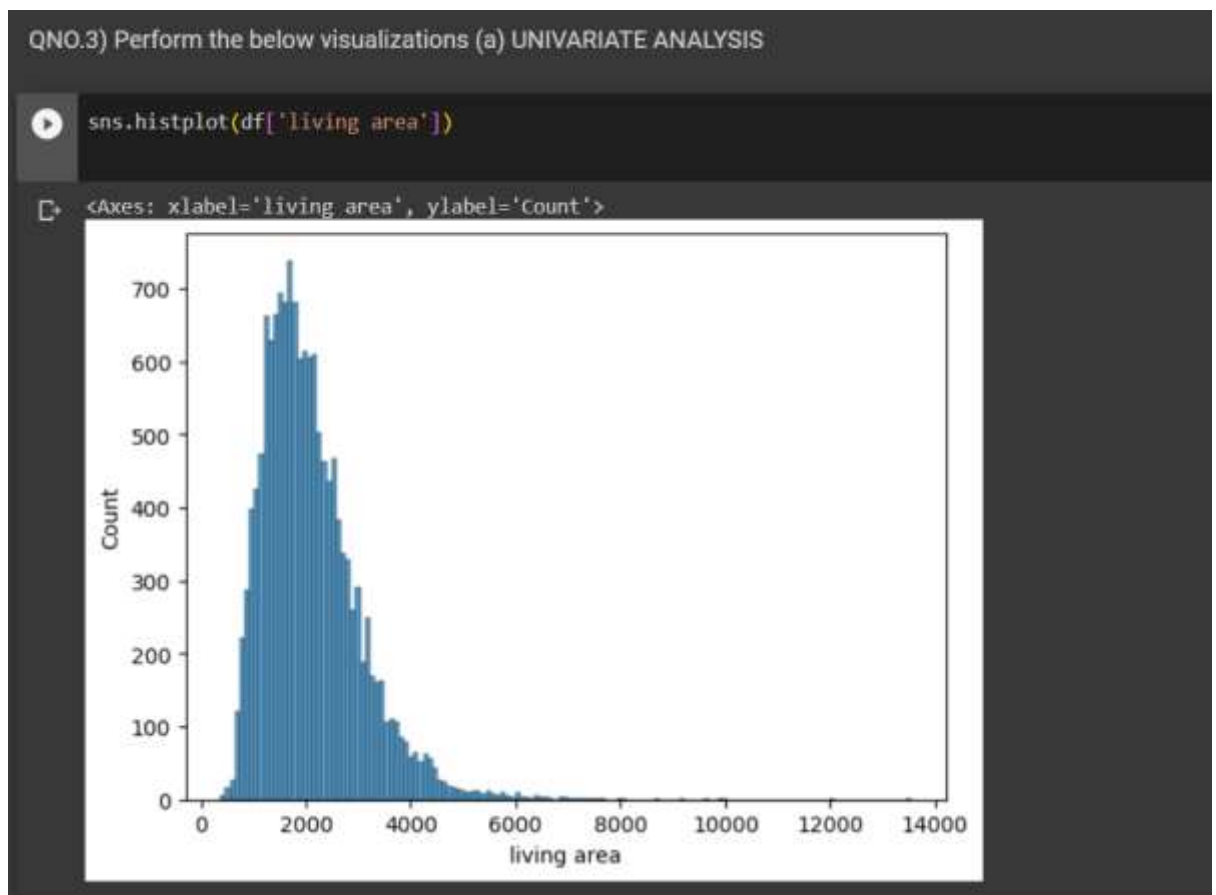 QNO.3) Perform the below visualizations (a) UNIVARIATE ANALYSIS
sns.histplot(df['living area'])
<Axes: xlabel='living area', ylabel='Count'>
700
600
500
400
300
200
100
0
Count
0 2000 4000 6000 8000 10000 12000 14000
living area